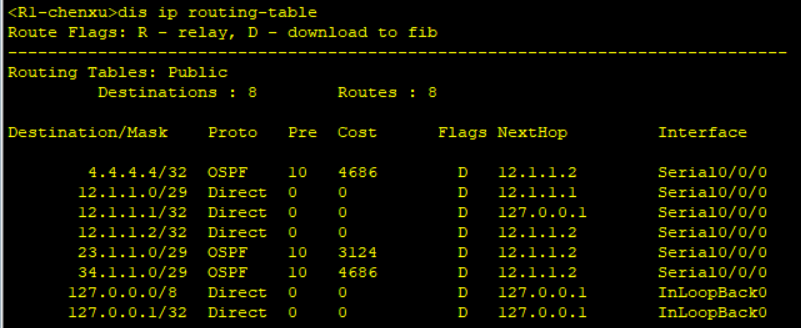 <R1-chenxu>dis ip routing-table
Route Flags: R - relay, D - download to fib
------------------------------------------------------------------------------
Routing Tables: Public
         Destinations : 8        Routes : 8

Destination/Mask    Proto   Pre  Cost      Flags NextHop         Interface

        4.4.4.4/32  OSPF    10   4686        D   12.1.1.2        Serial0/0/0
       12.1.1.0/29  Direct  0    0           D   12.1.1.1        Serial0/0/0
       12.1.1.1/32  Direct  0    0           D   127.0.0.1       Serial0/0/0
       12.1.1.2/32  Direct  0    0           D   12.1.1.2        Serial0/0/0
       23.1.1.0/29  OSPF    10   3124        D   12.1.1.2        Serial0/0/0
       34.1.1.0/29  OSPF    10   4686        D   12.1.1.2        Serial0/0/0
      127.0.0.0/8   Direct  0    0           D   127.0.0.1       InLoopBack0
      127.0.0.1/32  Direct  0    0           D   127.0.0.1       InLoopBack0